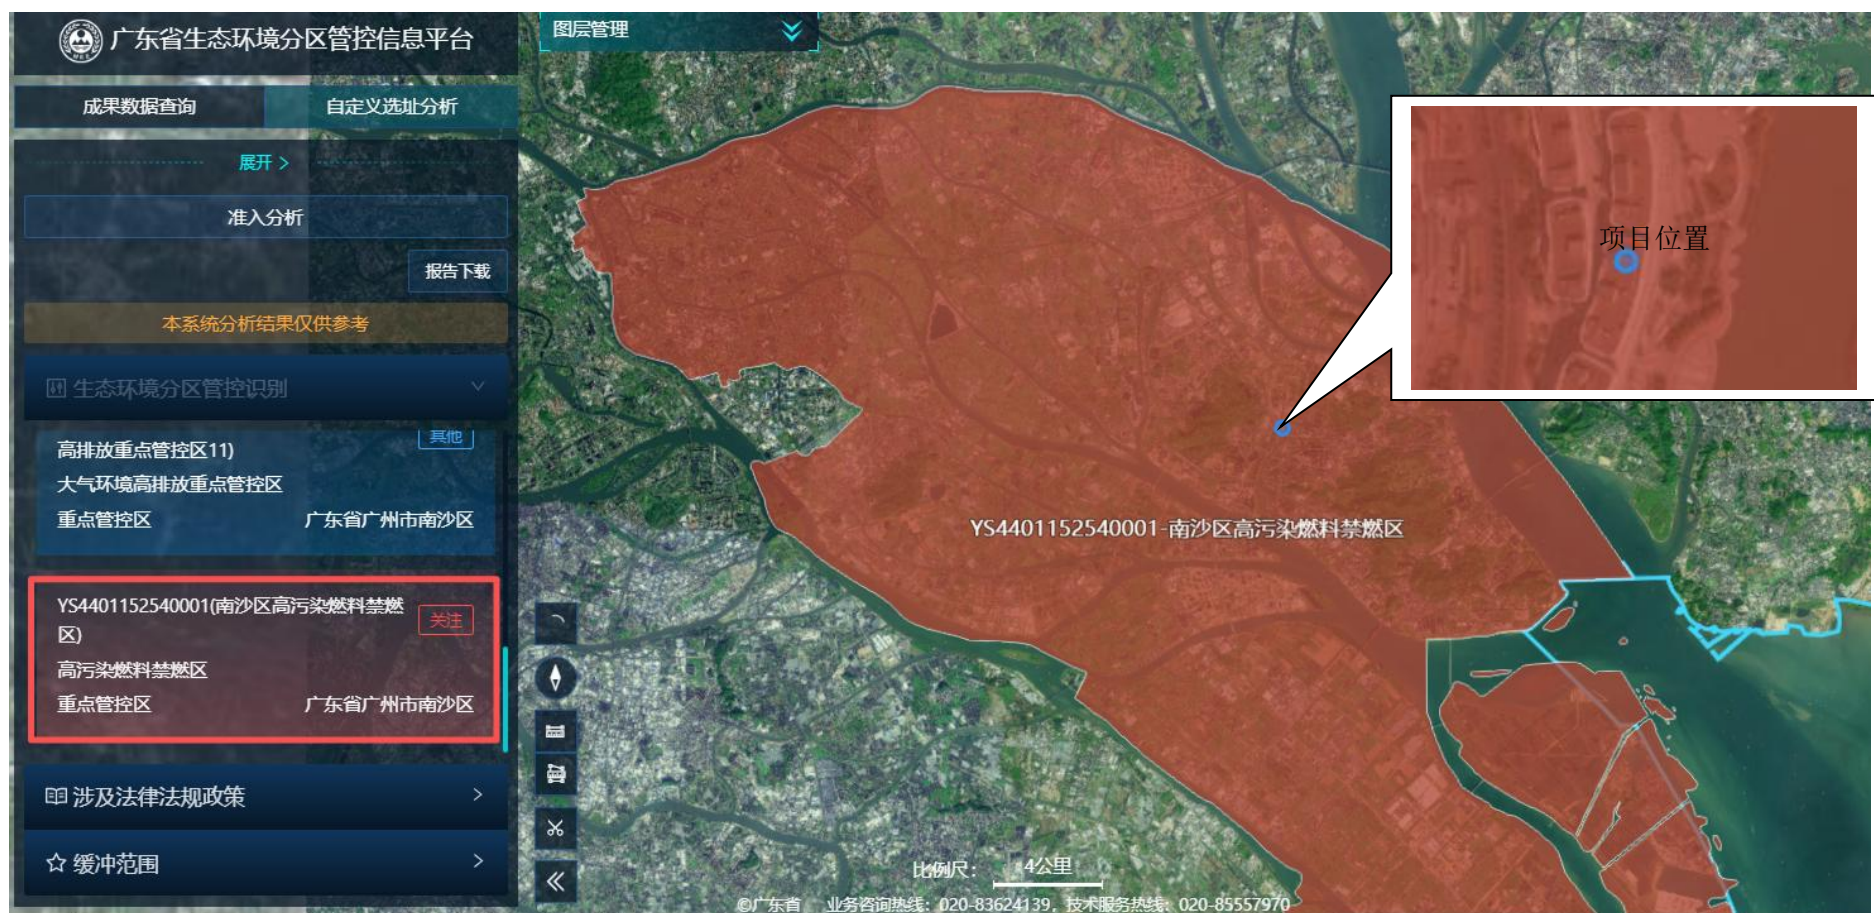 广东省生态环境分区管控信息平台
图层管理
成果数据查询
自定义选址分析
展开 >
准入分析
报告下载
本系统分析结果仅供参考
生态环境分区管控识别
其他
高排放重点管控区11)
大气环境高排放重点管控区
重点管控区 广东省广州市南沙区
YS4401152540001(南沙区高污染燃料禁燃
区)
关注
高污染燃料禁燃区
重点管控区 广东省广州市南沙区
涉及法律法规政策 >
缓冲范围 >
项目位置
YS4401152540001-南沙区高污染燃料禁燃区
比例尺: 4公里
©广东省 业务咨询热线: 020-83624139, 技术服务热线: 020-85557970